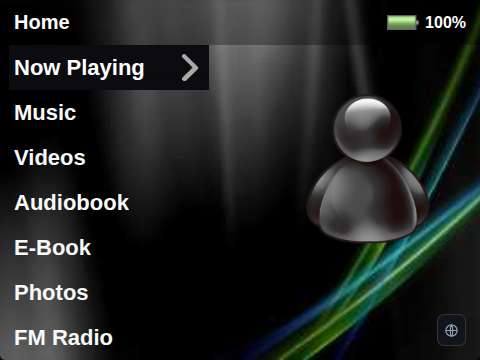 Home
100%
Now Playing
Music
Videos
Audiobook
E-Book
Photos
FM Radio